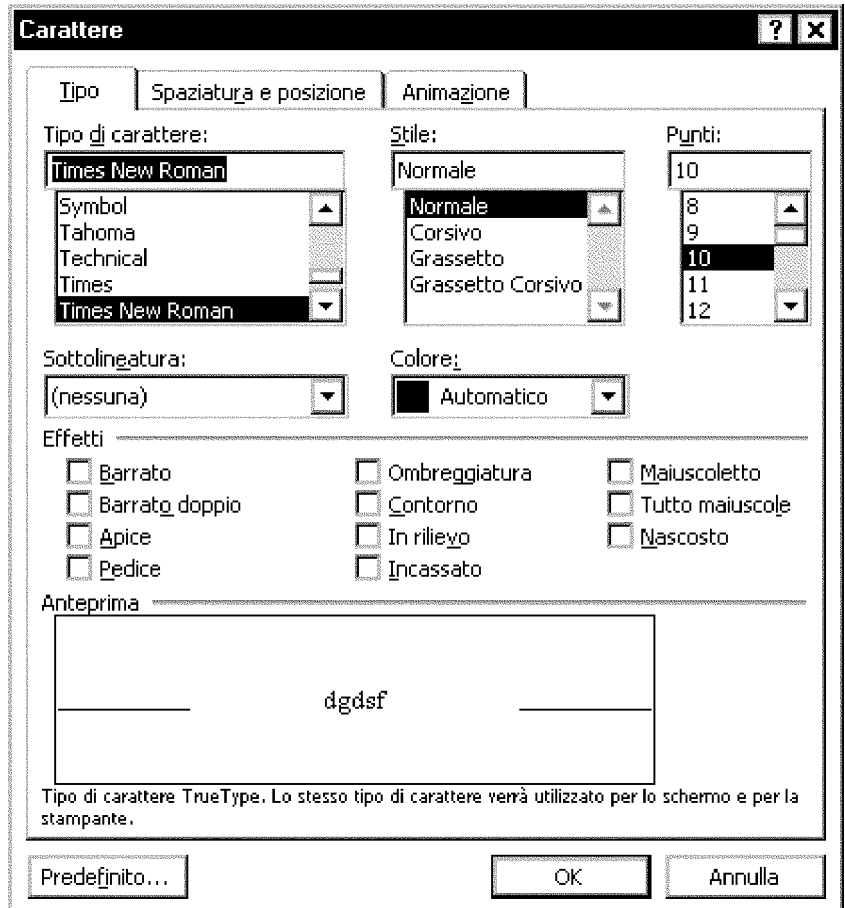 Carattere
Tipo Spaziatura e posizione Animazione
Tipo di carattere: Stile: Punti:
Times New Roman Normale 10
Symbol Normale 8
Tahoma Corsivo 9
Technical Grassetto 10
Times Grassetto Corsivo 11
Times New Roman 12
Sottolineatura: Colore:
(nessuna) Automatico
Effetti
Barrato Ombreggiatura Maiuscoletto
Barrato doppio Contorno Tutto maiuscole
Apice In rilievo Nascosto
Pedice Incassato
Anteprima
dgdsf
Tipo di carattere TrueType. Lo stesso tipo di carattere verrà utilizzato per lo schermo e per la
stampante.
Predefinito... OK Annulla